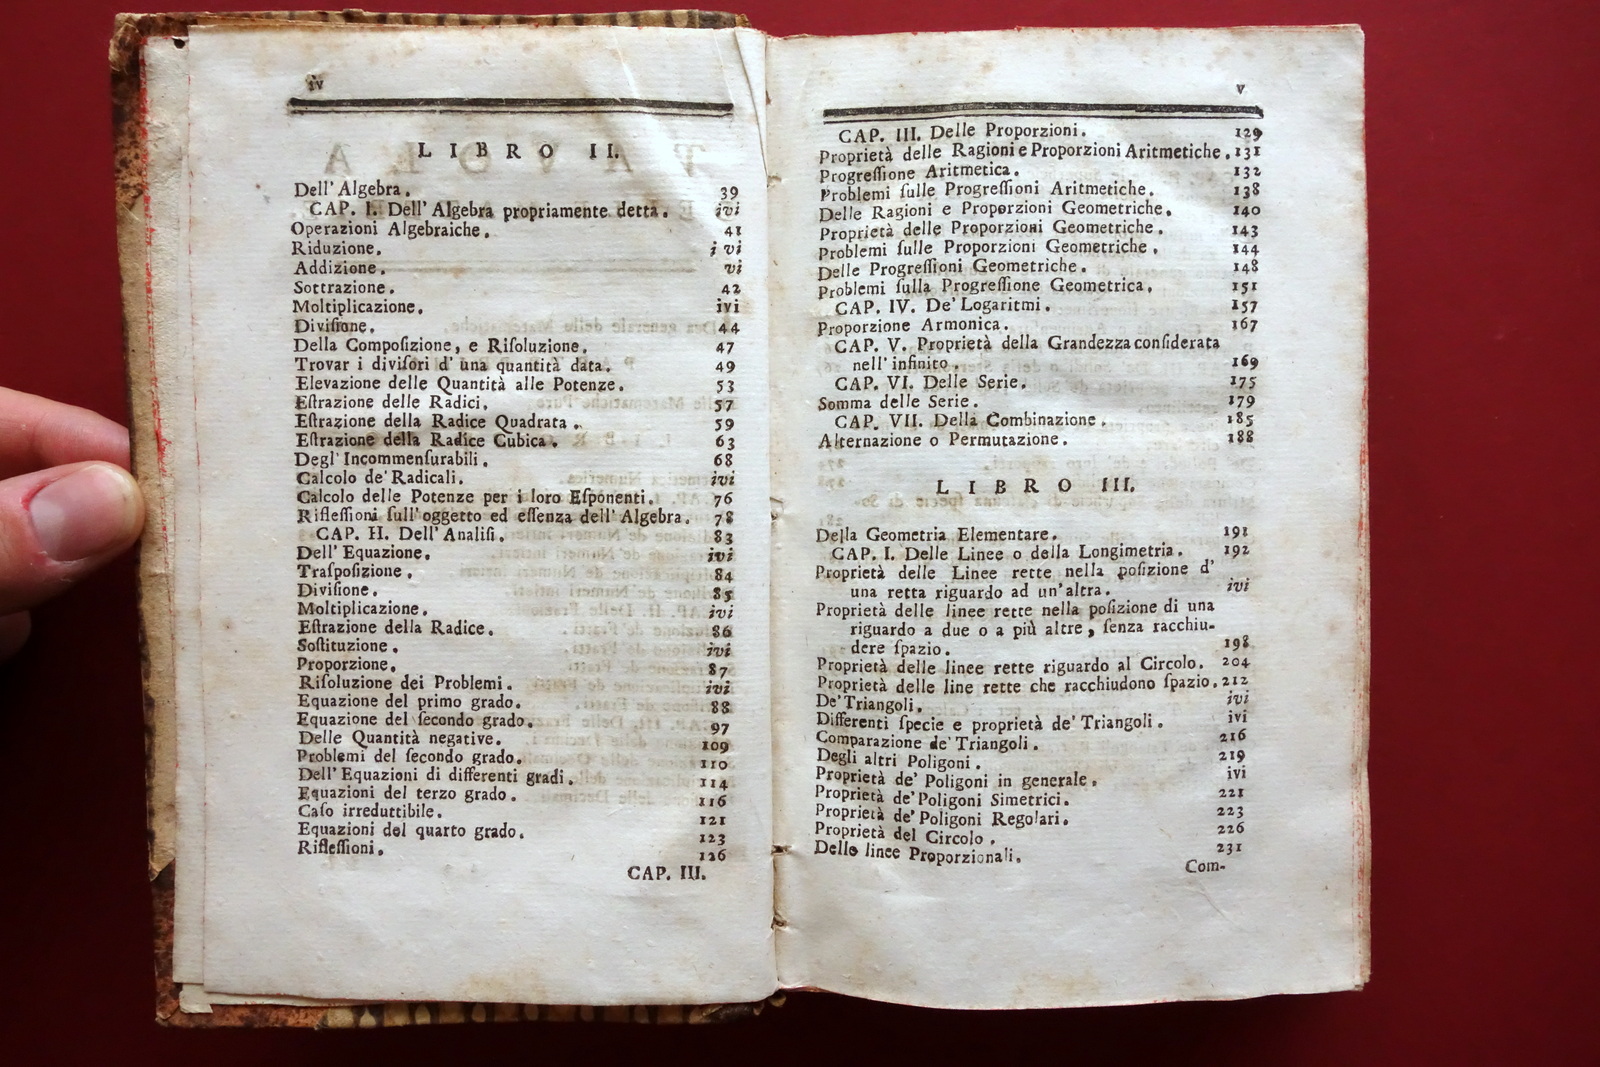 iv
LIBRO II.
Dell' Algebra. 39
CAP. I. Dell' Algebra propriamente detta. ivi
Operazioni Algebraiche. 41
Riduzione. i vi
Addizione. vi
Sottrazione. 42
Moltiplicazione. ivi
Diviſione. 44
Della Compoſizione, e Riſoluzione. 47
Trovar i diviſori d' una quantità data. 49
Elevazione delle Quantità alle Potenze. 53
Eſtrazione delle Radici. 57
Eſtrazione della Radice Quadrata. 59
Eſtrazione della Radice Cubica. 63
Degl' Incommenſurabili. 68
Calcolo de' Radicali. ivi
Calcolo delle Potenze per i loro Eſponenti. 76
Rifleſſioni ſull' oggetto ed eſſenza dell' Algebra. 78
CAP. II. Dell' Analiſi. 83
Dell' Equazione. ivi
Traſpoſizione. 84
Diviſione. 85
Moltiplicazione. ivi
Eſtrazione della Radice. 86
Soſtituzione. ivi
Proporzione. 87
Riſoluzione dei Problemi. ivi
Equazione del primo grado. 88
Equazione del ſecondo grado. 97
Delle Quantità negative. 109
Problemi del ſecondo grado. 110
Dell' Equazioni di differenti gradi. 114
Equazioni del terzo grado. 116
Caſo irreduttibile. 121
Equazioni del quarto grado. 123
Rifleſſioni. 126
CAP. III.
v
CAP. III. Delle Proporzioni. 129
Proprietà delle Ragioni e Proporzioni Aritmetiche. 131
Progreſſione Aritmetica. 132
Problemi ſulle Progreſſioni Aritmetiche. 138
Delle Ragioni e Proporzioni Geometriche. 140
Proprietà delle Proporzioni Geometriche. 143
Problemi ſulle Proporzioni Geometriche. 144
Delle Progreſſioni Geometriche. 148
Problemi ſulla Progreſſione Geometrica. 151
CAP. IV. De' Logaritmi. 157
Proporzione Armonica. 167
CAP. V. Proprietà della Grandezza conſiderata
nell' infinito. 169
CAP. VI. Delle Serie. 175
Somma delle Serie. 179
CAP. VII. Della Combinazione. 185
Alternazione o Permutazione. 188
LIBRO III.
Della Geometria Elementare. 191
CAP. I. Delle Linee o della Longimetria. 192
Proprietà delle Linee rette nella poſizione d'
una retta riguardo ad un' altra. ivi
Proprietà delle linee rette nella poſizione di una
riguardo a due o a più altre, ſenza racchiu-
dere ſpazio. 198
Proprietà delle linee rette riguardo al Circolo. 204
Proprietà delle line rette che racchiudono ſpazio. 212
De' Triangoli. ivi
Differenti ſpecie e proprietà de' Triangoli. ivi
Comparazione de' Triangoli. 216
Degli altri Poligoni. 219
Proprietà de' Poligoni in generale. ivi
Proprietà de' Poligoni Simetrici. 221
Proprietà de' Poligoni Regolari. 223
Proprietà del Circolo. 226
Delle linee Proporzionali. 231
Com-